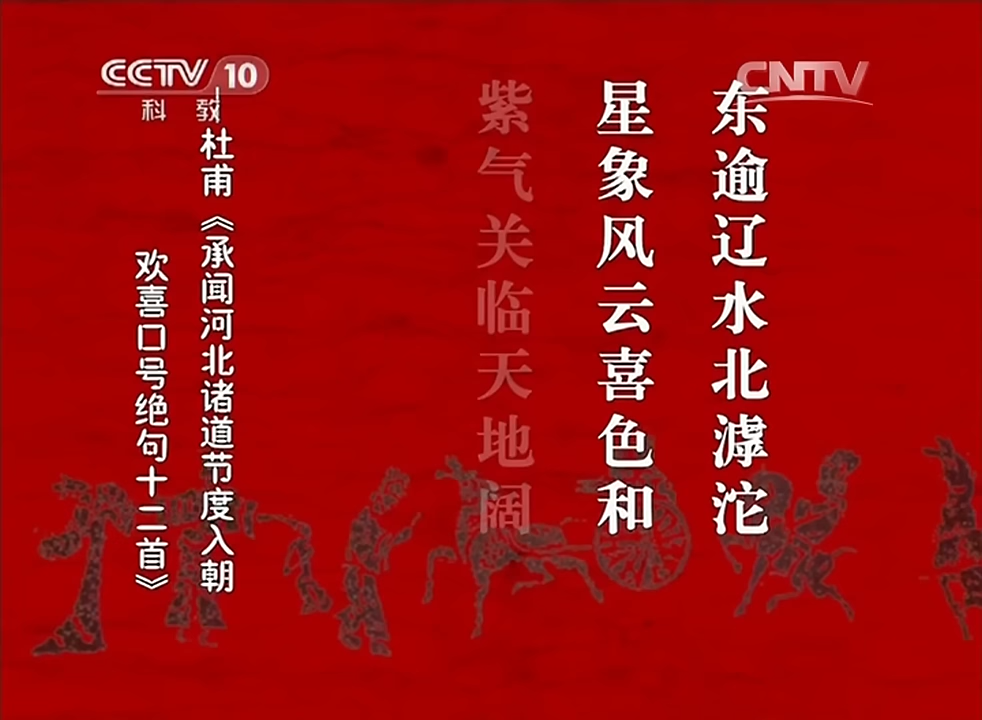 CCTV 10
科教
CNTV
东逾辽水北滹沱
星象风云喜色和
紫气关临天地阔
—杜甫《承闻河北诸道节度入朝
欢喜口号绝句十二首》